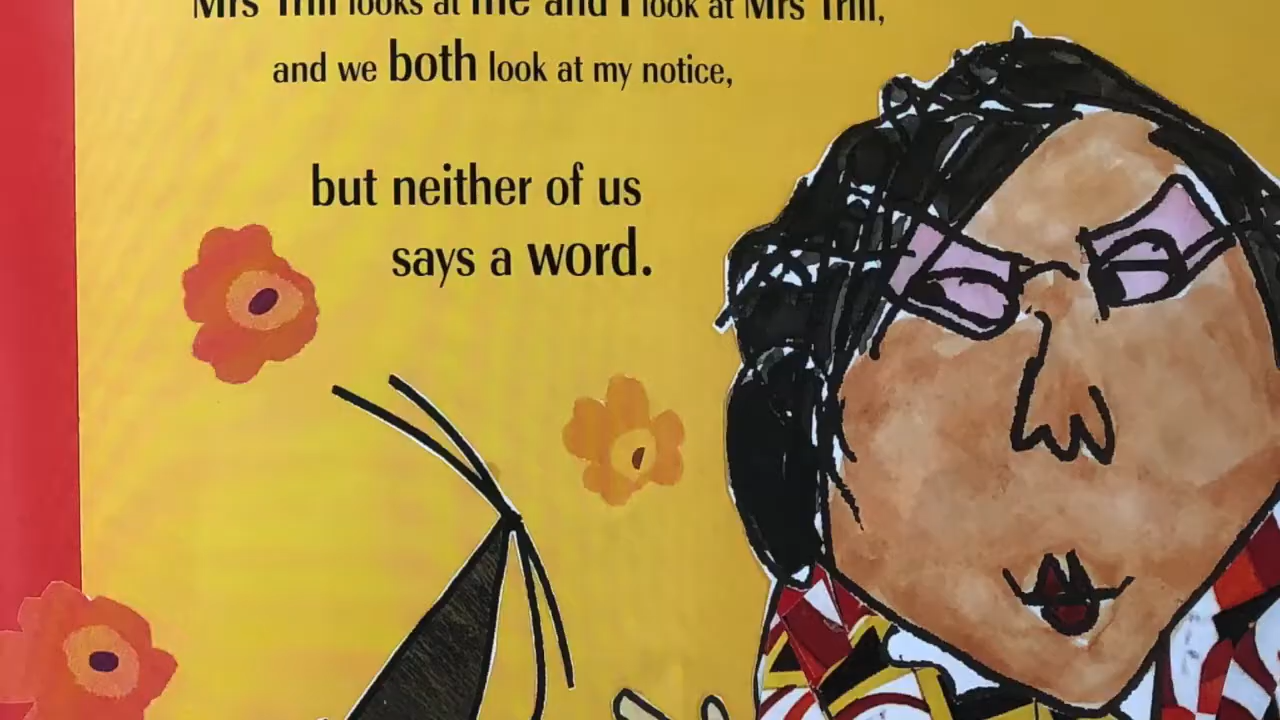 Mrs Trill looks at me and I look at Mrs Trill,
and we both look at my notice,
but neither of us
says a word.